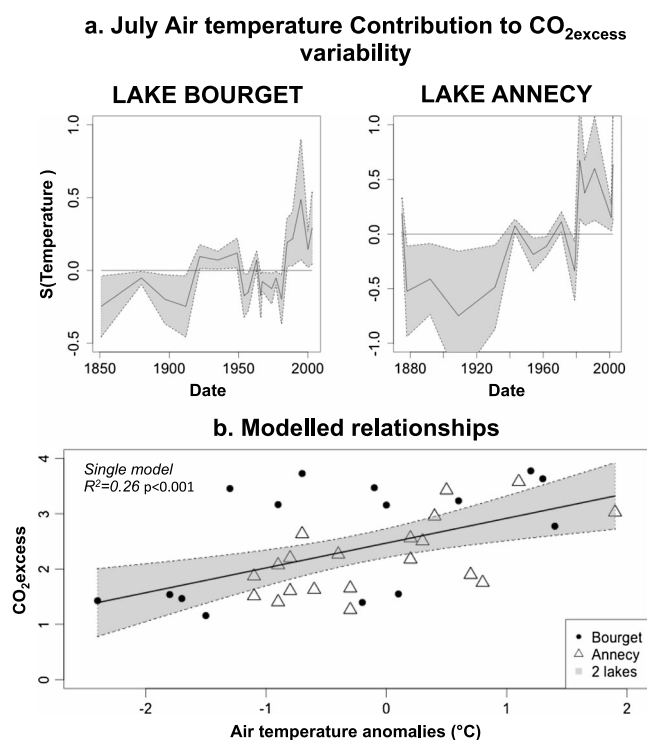 a. July Air temperature Contribution to CO2excess
variability
LAKE BOURGET
LAKE ANNECY
S(Temperature )
1.0
0.5
0.0
-0.5
1850
1900
1950
2000
Date
1.0
0.5
0.0
-0.5
-1.0
1880
1920
1960
2000
Date
b. Modelled relationships
Single model
R²=0.26 p<0.001
CO2excess
4
3
2
1
0
Bourget
Annecy
2 lakes
-2
-1
0
1
2
Air temperature anomalies (°C)